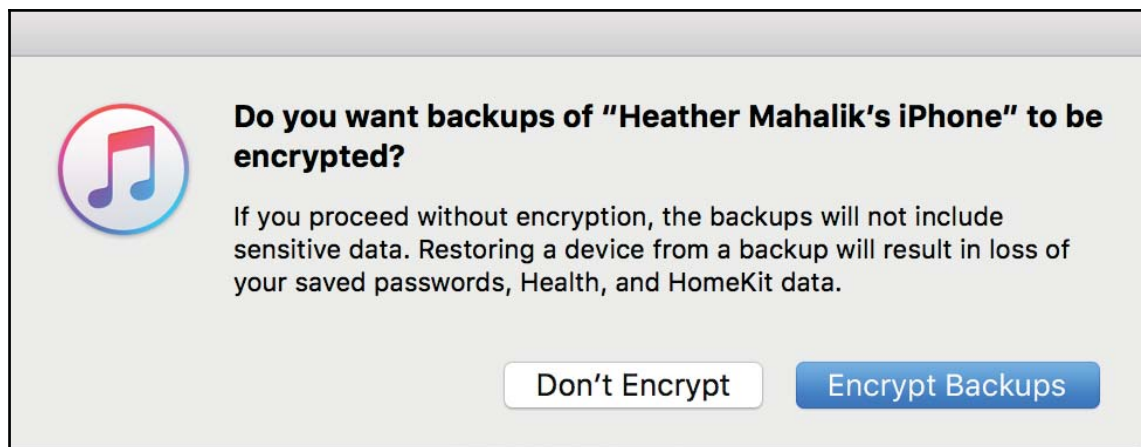 Do you want backups of “Heather Mahalik’s iPhone” to be
encrypted?
If you proceed without encryption, the backups will not include
sensitive data. Restoring a device from a backup will result in loss of
your saved passwords, Health, and HomeKit data.
Don’t Encrypt
Encrypt Backups